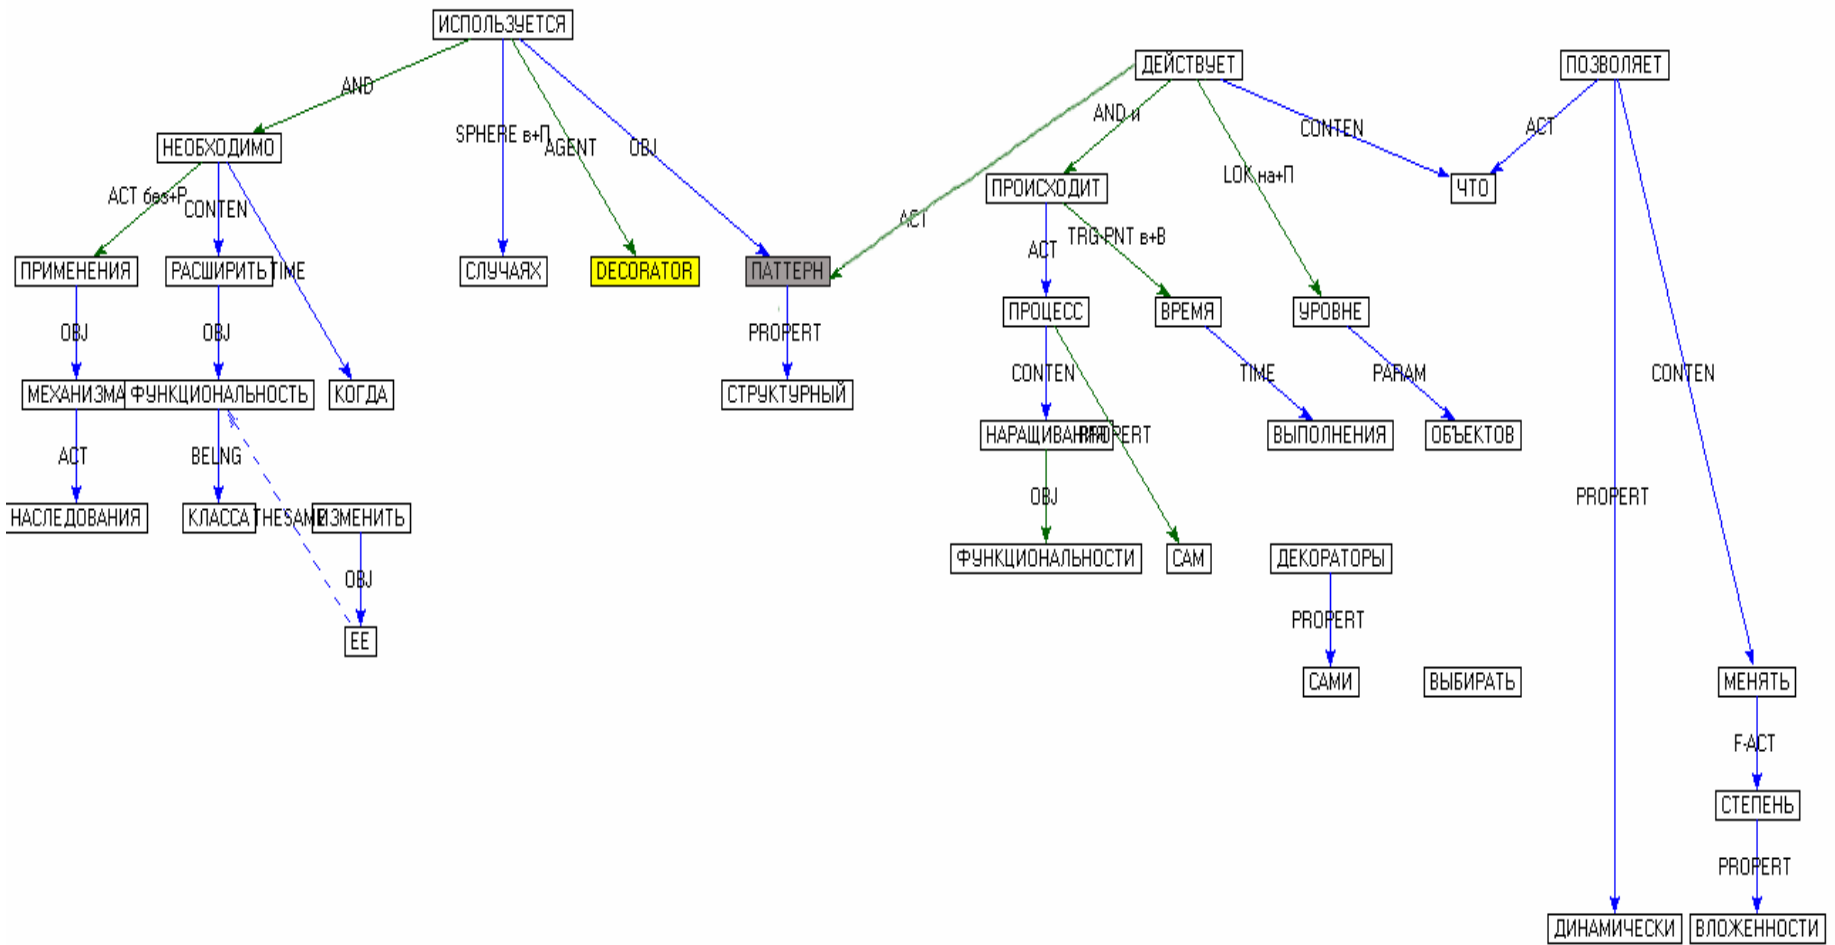 ИСПОЛЬЗУЕТСЯ
ДЕЙСТВУЕТ
ПОЗВОЛЯЕТ
AND
AND и
CONTEN
ACT
SPHERE в+П
AGENT
OBJ
НЕОБХОДИМО
LOK на+П
ПРОИСХОДИТ
ЧТО
ACT без+Р
CONTEN
ACT
ACT
TRG-PNT в+В
ПРИМЕНЕНИЯ
РАСШИРИТЬ
TIME
СЛУЧАЯХ
DECORATOR
ПАТТЕРН
ПРОЦЕСС
ВРЕМЯ
УРОВНЕ
OBJ
OBJ
PROPERT
CONTEN
TIME
PARAM
CONTEN
МЕХАНИЗМА
ФУНКЦИОНАЛЬНОСТЬ
КОГДА
СТРУКТУРНЫЙ
НАРАЩИВАНИЯ
PROPERT
ВЫПОЛНЕНИЯ
ОБЪЕКТОВ
ACT
BELNG
OBJ
PROPERT
НАСЛЕДОВАНИЯ
КЛАССА
THESAME
ИЗМЕНИТЬ
ФУНКЦИОНАЛЬНОСТИ
САМ
ДЕКОРАТОРЫ
OBJ
PROPERT
ЕЕ
САМИ
ВЫБИРАТЬ
МЕНЯТЬ
F-ACT
СТЕПЕНЬ
PROPERT
ДИНАМИЧЕСКИ
ВЛОЖЕННОСТИ